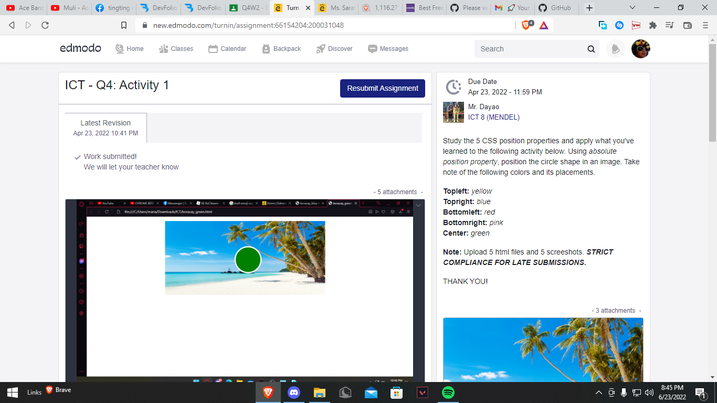 Ace Band
Muli - Ac
tingting
DevFolio
DevFolio
Q4W2 -
Turn
Ms. Sara
1,116.27
Best Free
Please v
Your
GitHub
new.edmodo.com/turnin/assignment:66154204:200031048
edmodo
Home
Classes
Calendar
Backpack
Discover
Messages
Search
ICT - Q4: Activity 1
Resubmit Assignment
Latest Revision
Apr 23, 2022 10:41 PM
Work submitted!
We will let your teacher know
- 5 attachments -
Due Date
Apr 23, 2022 - 11:59 PM
Mr. Dayao
ICT 8 (MENDEL)
Study the 5 CSS position properties and apply what you've
learned to the following activity below. Using absolute
position property, position the circle shape in an image. Take
note of the following colors and its placements.
Topleft: yellow
Topright: blue
Bottomleft: red
Bottomright: pink
Center: green
Note: Upload 5 html files and 5 screeshots. STRICT
COMPLIANCE FOR LATE SUBMISSIONS.
THANK YOU!
- 3 attachments -
Links
Brave
8:45 PM
6/23/2022